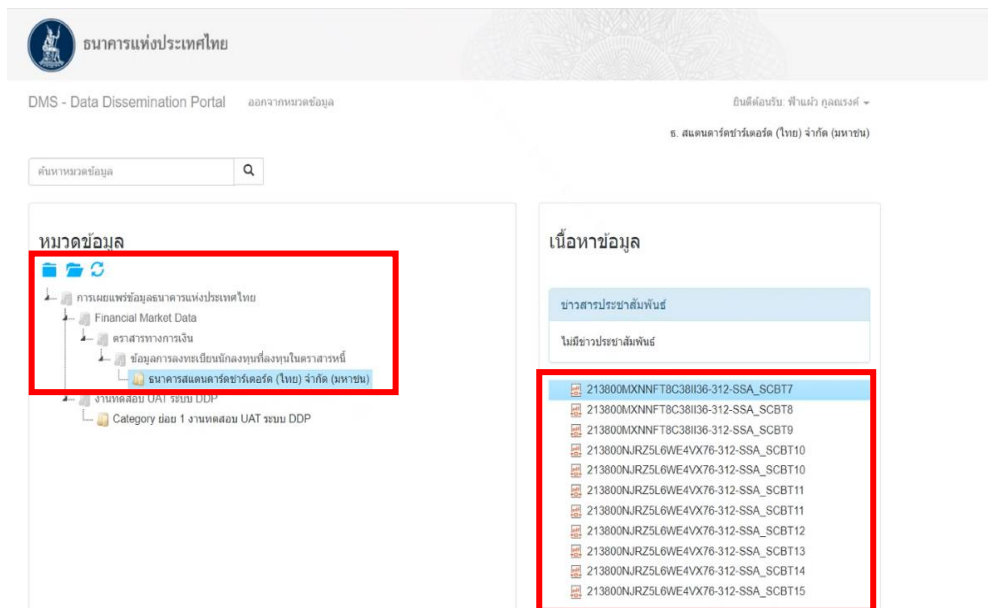 ธนาคารแห่งประเทศไทย
DMS - Data Dissemination Portal ออกจากหมวดข้อมูล
ยินดีต้อนรับ: ฟ้าแผ้ว กูลณรงค์
ธ. สแตนดาร์ดชาร์เตอร์ด (ไทย) จำกัด (มหาชน)
ค้นหาหมวดข้อมูล
หมวดข้อมูล
การเผยแพร่ข้อมูลธนาคารแห่งประเทศไทย
Financial Market Data
ตราสารทางการเงิน
ข้อมูลการลงทะเบียนนักลงทุนที่ลงทุนในตราสารหนี้
ธนาคารสแตนดาร์ดชาร์เตอร์ด (ไทย) จำกัด (มหาชน)
งานทดสอบ UAT ระบบ DDP
Category ย่อย 1 งานทดสอบ UAT ระบบ DDP
เนื้อหาข้อมูล
ข่าวสารประชาสัมพันธ์
ไม่มีข่าวประชาสัมพันธ์
213800MXNNFT8C38II36-312-SSA_SCBT7
213800MXNNFT8C38II36-312-SSA_SCBT8
213800MXNNFT8C38II36-312-SSA_SCBT9
213800NJRZ5L6WE4VX76-312-SSA_SCBT10
213800NJRZ5L6WE4VX76-312-SSA_SCBT10
213800NJRZ5L6WE4VX76-312-SSA_SCBT11
213800NJRZ5L6WE4VX76-312-SSA_SCBT11
213800NJRZ5L6WE4VX76-312-SSA_SCBT12
213800NJRZ5L6WE4VX76-312-SSA_SCBT13
213800NJRZ5L6WE4VX76-312-SSA_SCBT14
213800NJRZ5L6WE4VX76-312-SSA_SCBT15